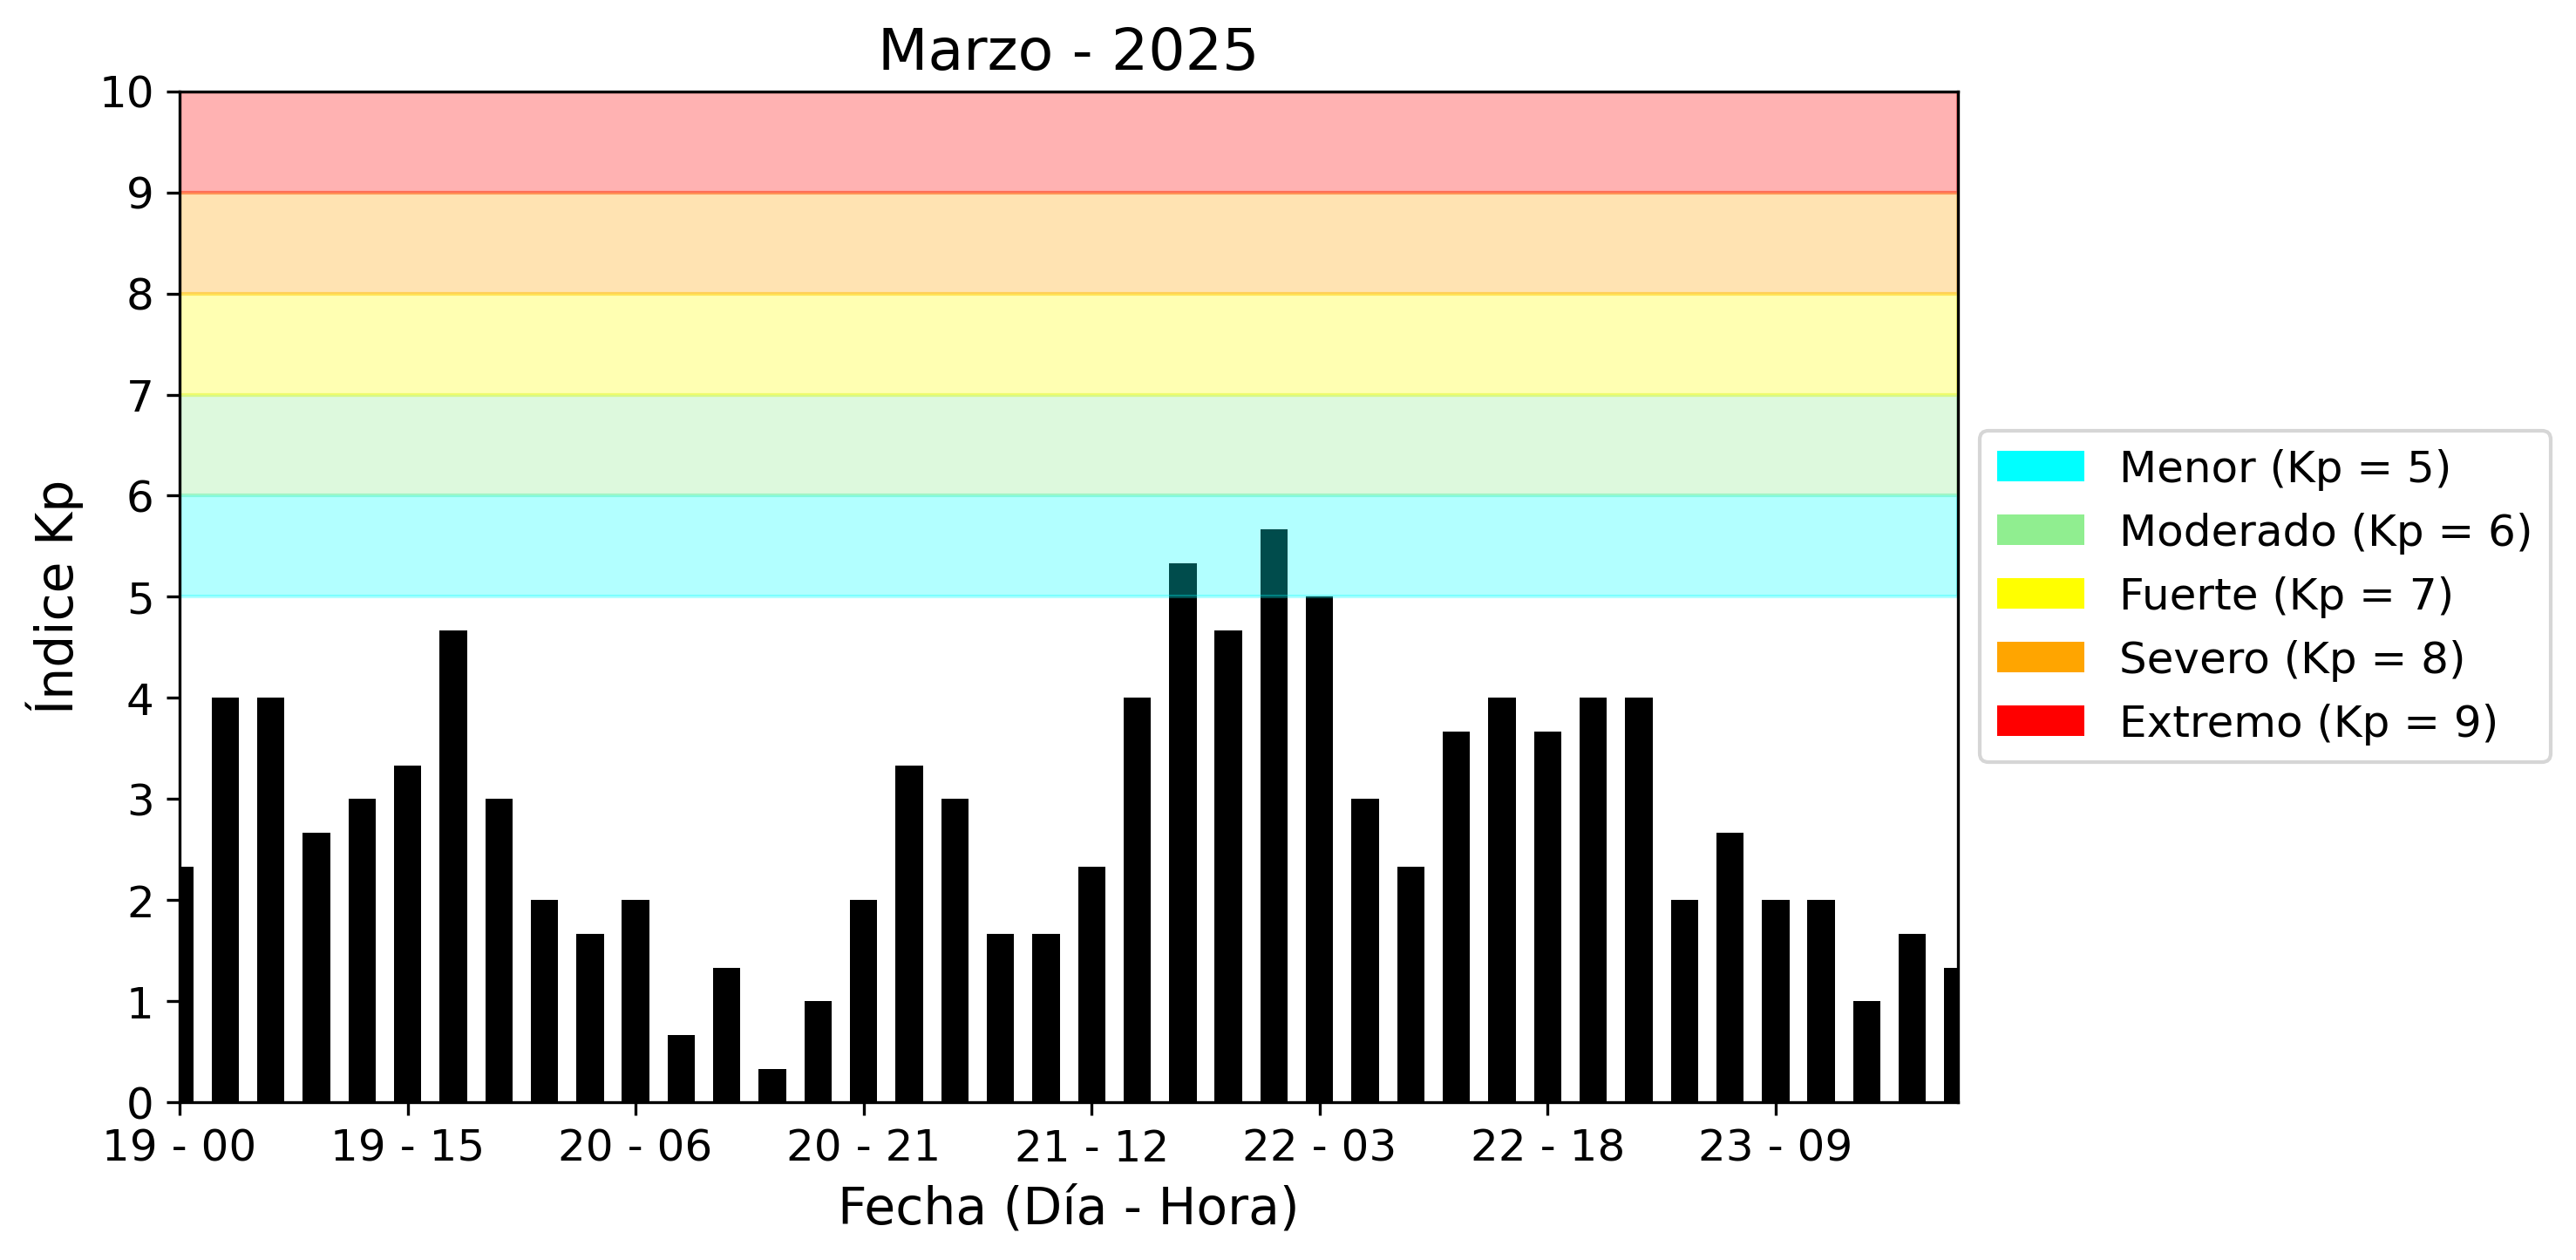 Marzo - 2025
10
9
8
7
6
5
4
3
2
1
0
Índice Kp
19 - 00
19 - 15
20 - 06
20 - 21
21 - 12
22 - 03
22 - 18
23 - 09
Fecha (Día - Hora)
Menor (Kp = 5)
Moderado (Kp = 6)
Fuerte (Kp = 7)
Severo (Kp = 8)
Extremo (Kp = 9)